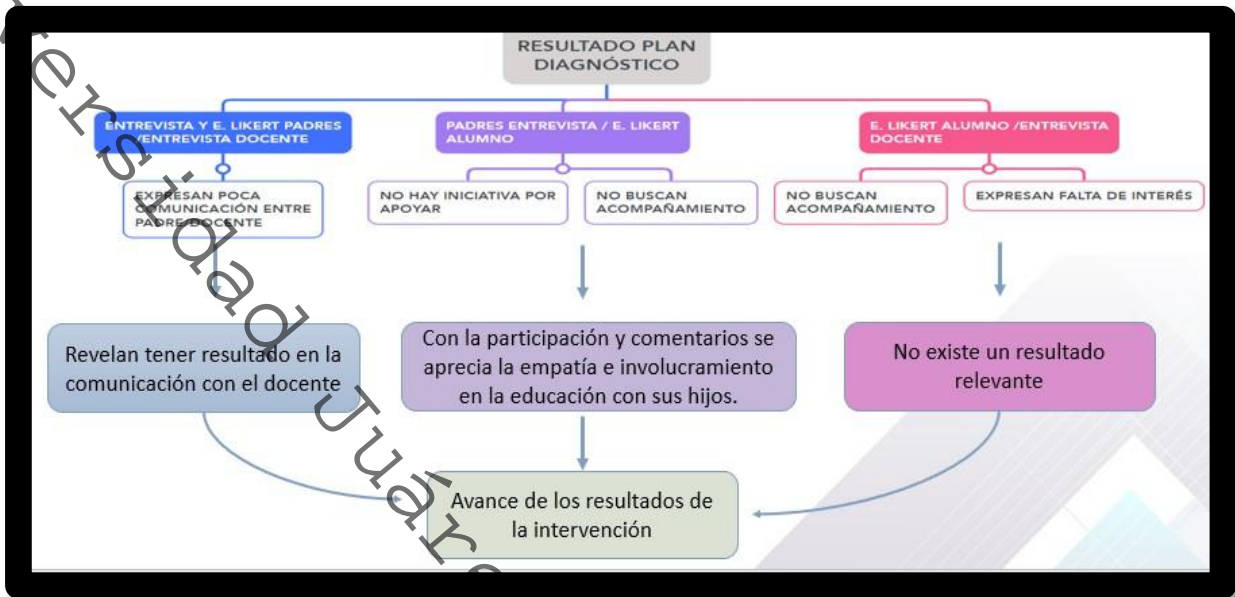 RESULTADO PLAN
DIAGNÓSTICO
ENTREVISTA Y E. LIKERT PADRES
/ENTREVISTA DOCENTE
EXPRESAN POCA
COMUNICACIÓN ENTRE
PADRE/DOCENTE
PADRES ENTREVISTA / E. LIKERT
ALUMNO
NO HAY INICIATIVA POR
APOYAR
NO BUSCAN
ACOMPAÑAMIENTO
E. LIKERT ALUMNO /ENTREVISTA
DOCENTE
NO BUSCAN
ACOMPAÑAMIENTO
EXPRESAN FALTA DE INTERÉS
Revelan tener resultado en la
comunicación con el docente
Con la participación y comentarios se
aprecia la empatía e involucramiento
en la educación con sus hijos.
No existe un resultado
relevante
Avance de los resultados de
la intervención